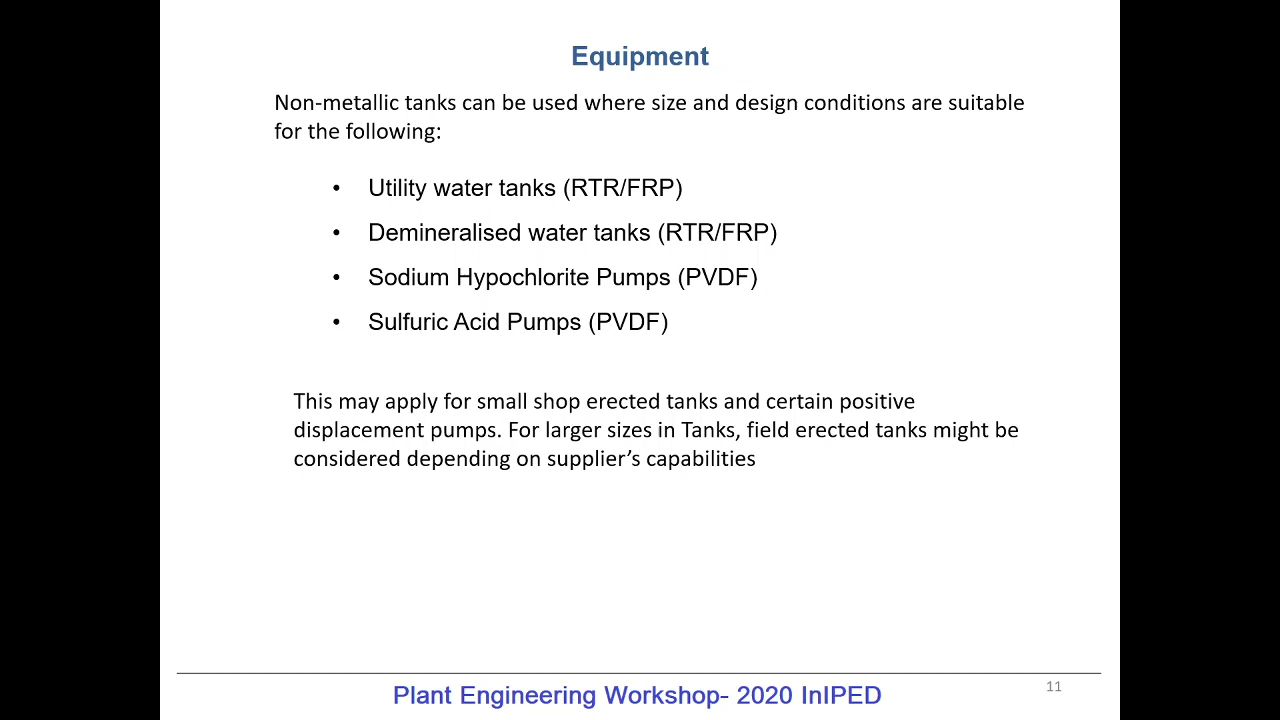 Equipment
Non-metallic tanks can be used where size and design conditions are suitable
for the following:
• Utility water tanks (RTR/FRP)
• Demineralised water tanks (RTR/FRP)
• Sodium Hypochlorite Pumps (PVDF)
• Sulfuric Acid Pumps (PVDF)
This may apply for small shop erected tanks and certain positive
displacement pumps. For larger sizes in Tanks, field erected tanks might be
considered depending on supplier’s capabilities
Plant Engineering Workshop- 2020 InIPED
11